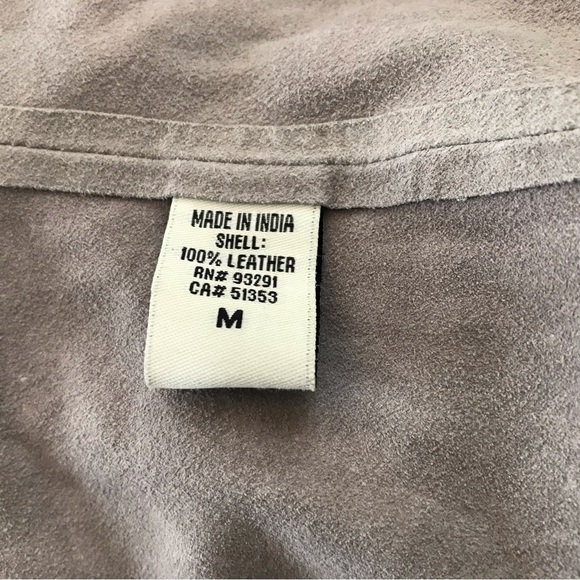 MADE IN INDIA
SHELL:
100% LEATHER
RN# 93291
CA# 51353
M